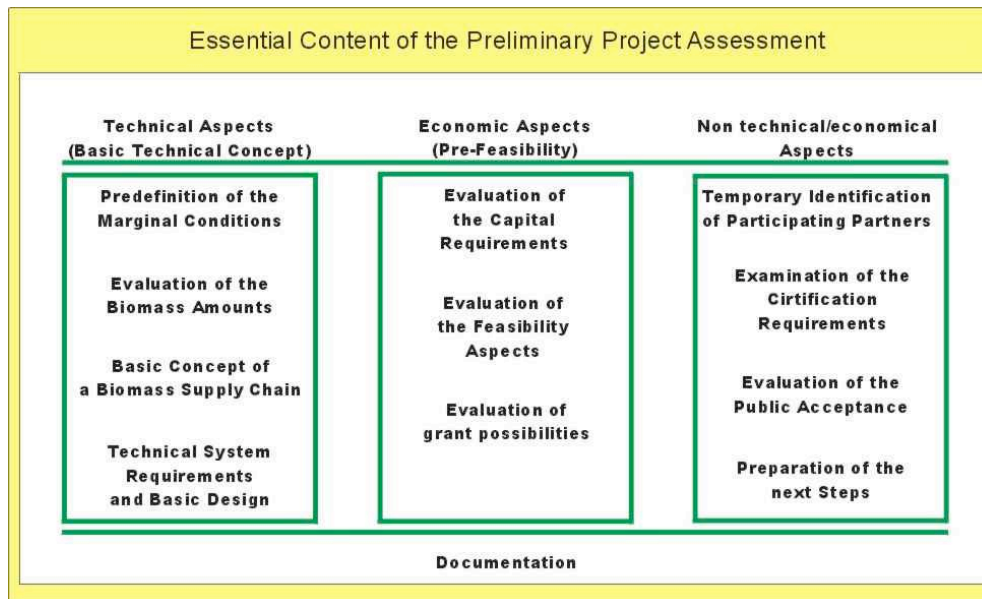 Essential Content of the Preliminary Project Assessment
Technical Aspects
(Basic Technical Concept)
Predefinition of the
Marginal Conditions
Evaluation of the
Biomass Amounts
Basic Concept of
a Biomass Supply Chain
Technical System
Requirements
and Basic Design
Economic Aspects
(Pre-Feasibility)
Evaluation of
the Capital
Requirements
Evaluation of
the Feasibility
Aspects
Evaluation of
grant possibilities
Non technical/economical
Aspects
Temporary Identification
of Participating Partners
Examination of the
Cirtification
Requirements
Evaluation of the
Public Acceptance
Preparation of the
next Steps
Documentation